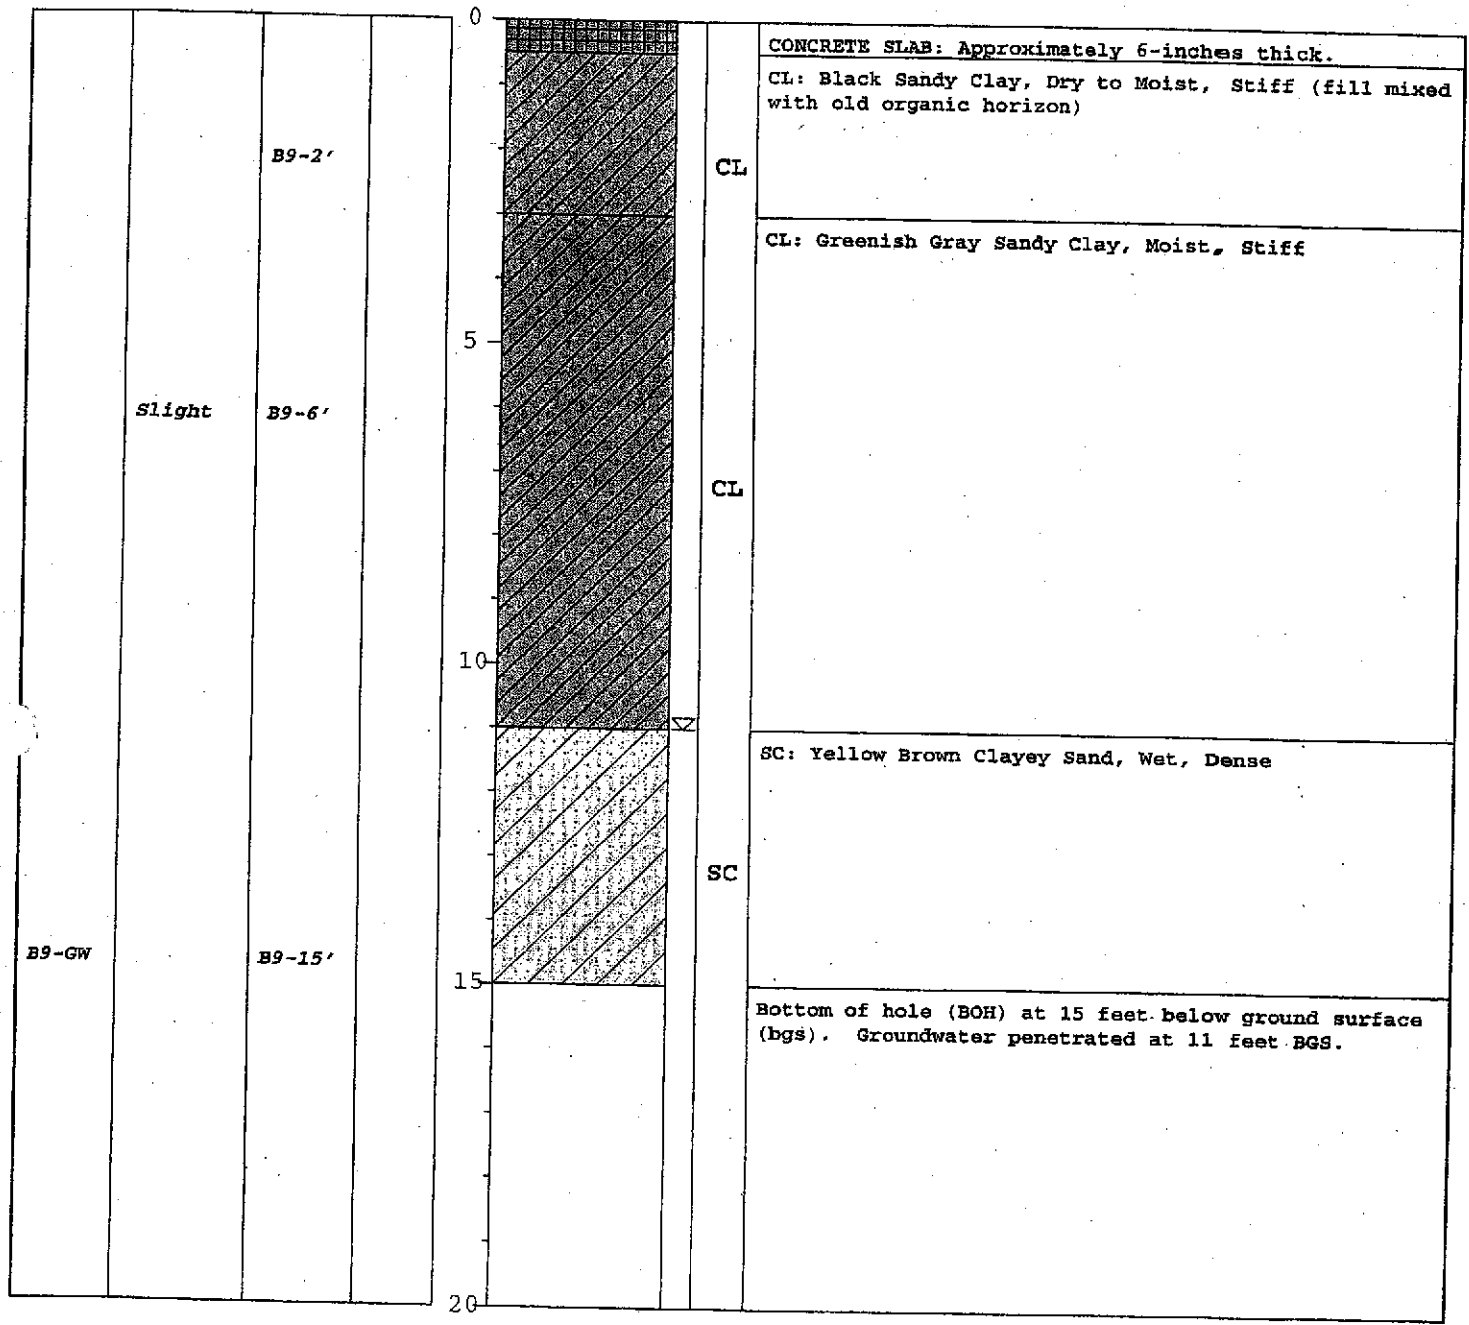 0
CONCRETE SLAB: Approximately 6-inches thick.
CL: Black Sandy Clay, Dry to Moist, Stiff (fill mixed
with old organic horizon)
B9-2'
CL
CL: Greenish Gray Sandy Clay, Moist, Stiff
5
Slight
B9-6'
CL
10
SC: Yellow Brown Clayey Sand, Wet, Dense
SC
B9-GW
B9-15'
15
Bottom of hole (BOH) at 15 feet below ground surface
(bgs). Groundwater penetrated at 11 feet BGS.
20